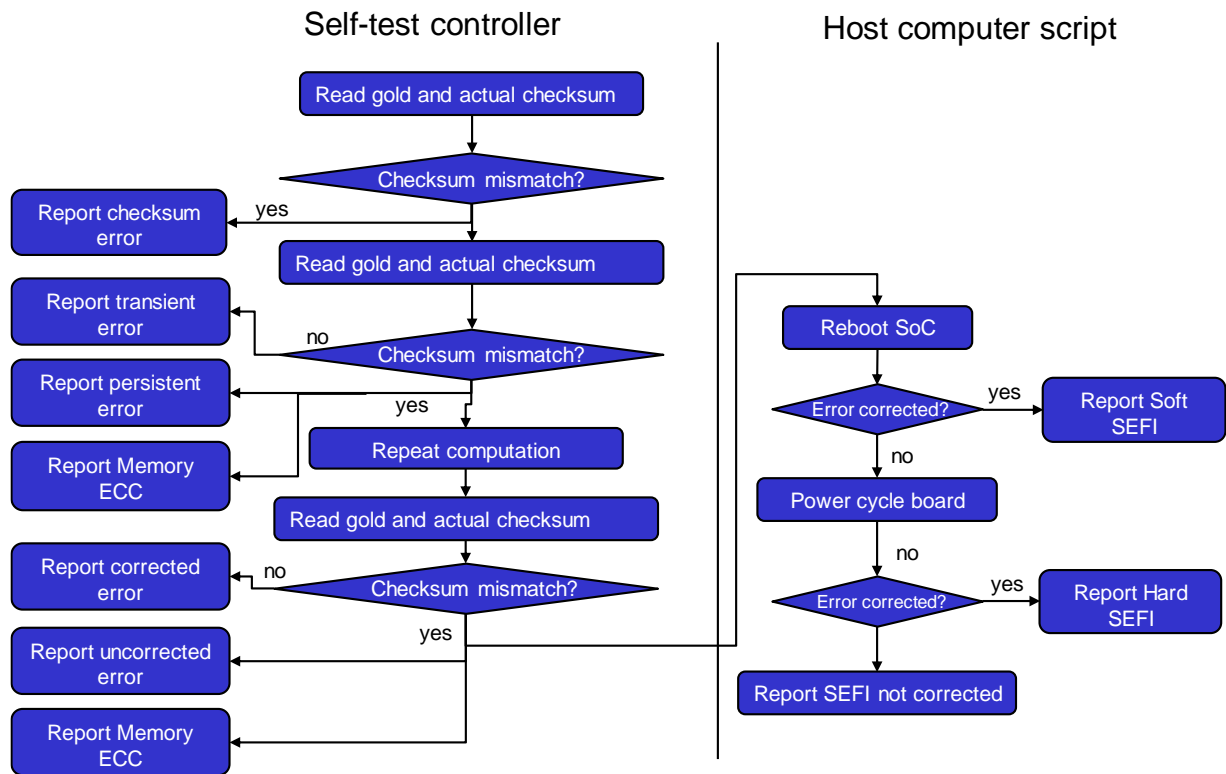 Self-test controller
Host computer script
Read gold and actual checksum
Checksum mismatch?
yes
Report checksum
error
Read gold and actual checksum
Report transient
error
no
Checksum mismatch?
Report persistent
error
yes
Repeat computation
Report Memory
ECC
Read gold and actual checksum
Report corrected
error
no
Checksum mismatch?
yes
Report uncorrected
error
Report Memory
ECC
Reboot SoC
Error corrected?
yes
Report Soft
SEFI
no
Power cycle board
no
Error corrected?
yes
Report Hard
SEFI
Report SEFI not corrected